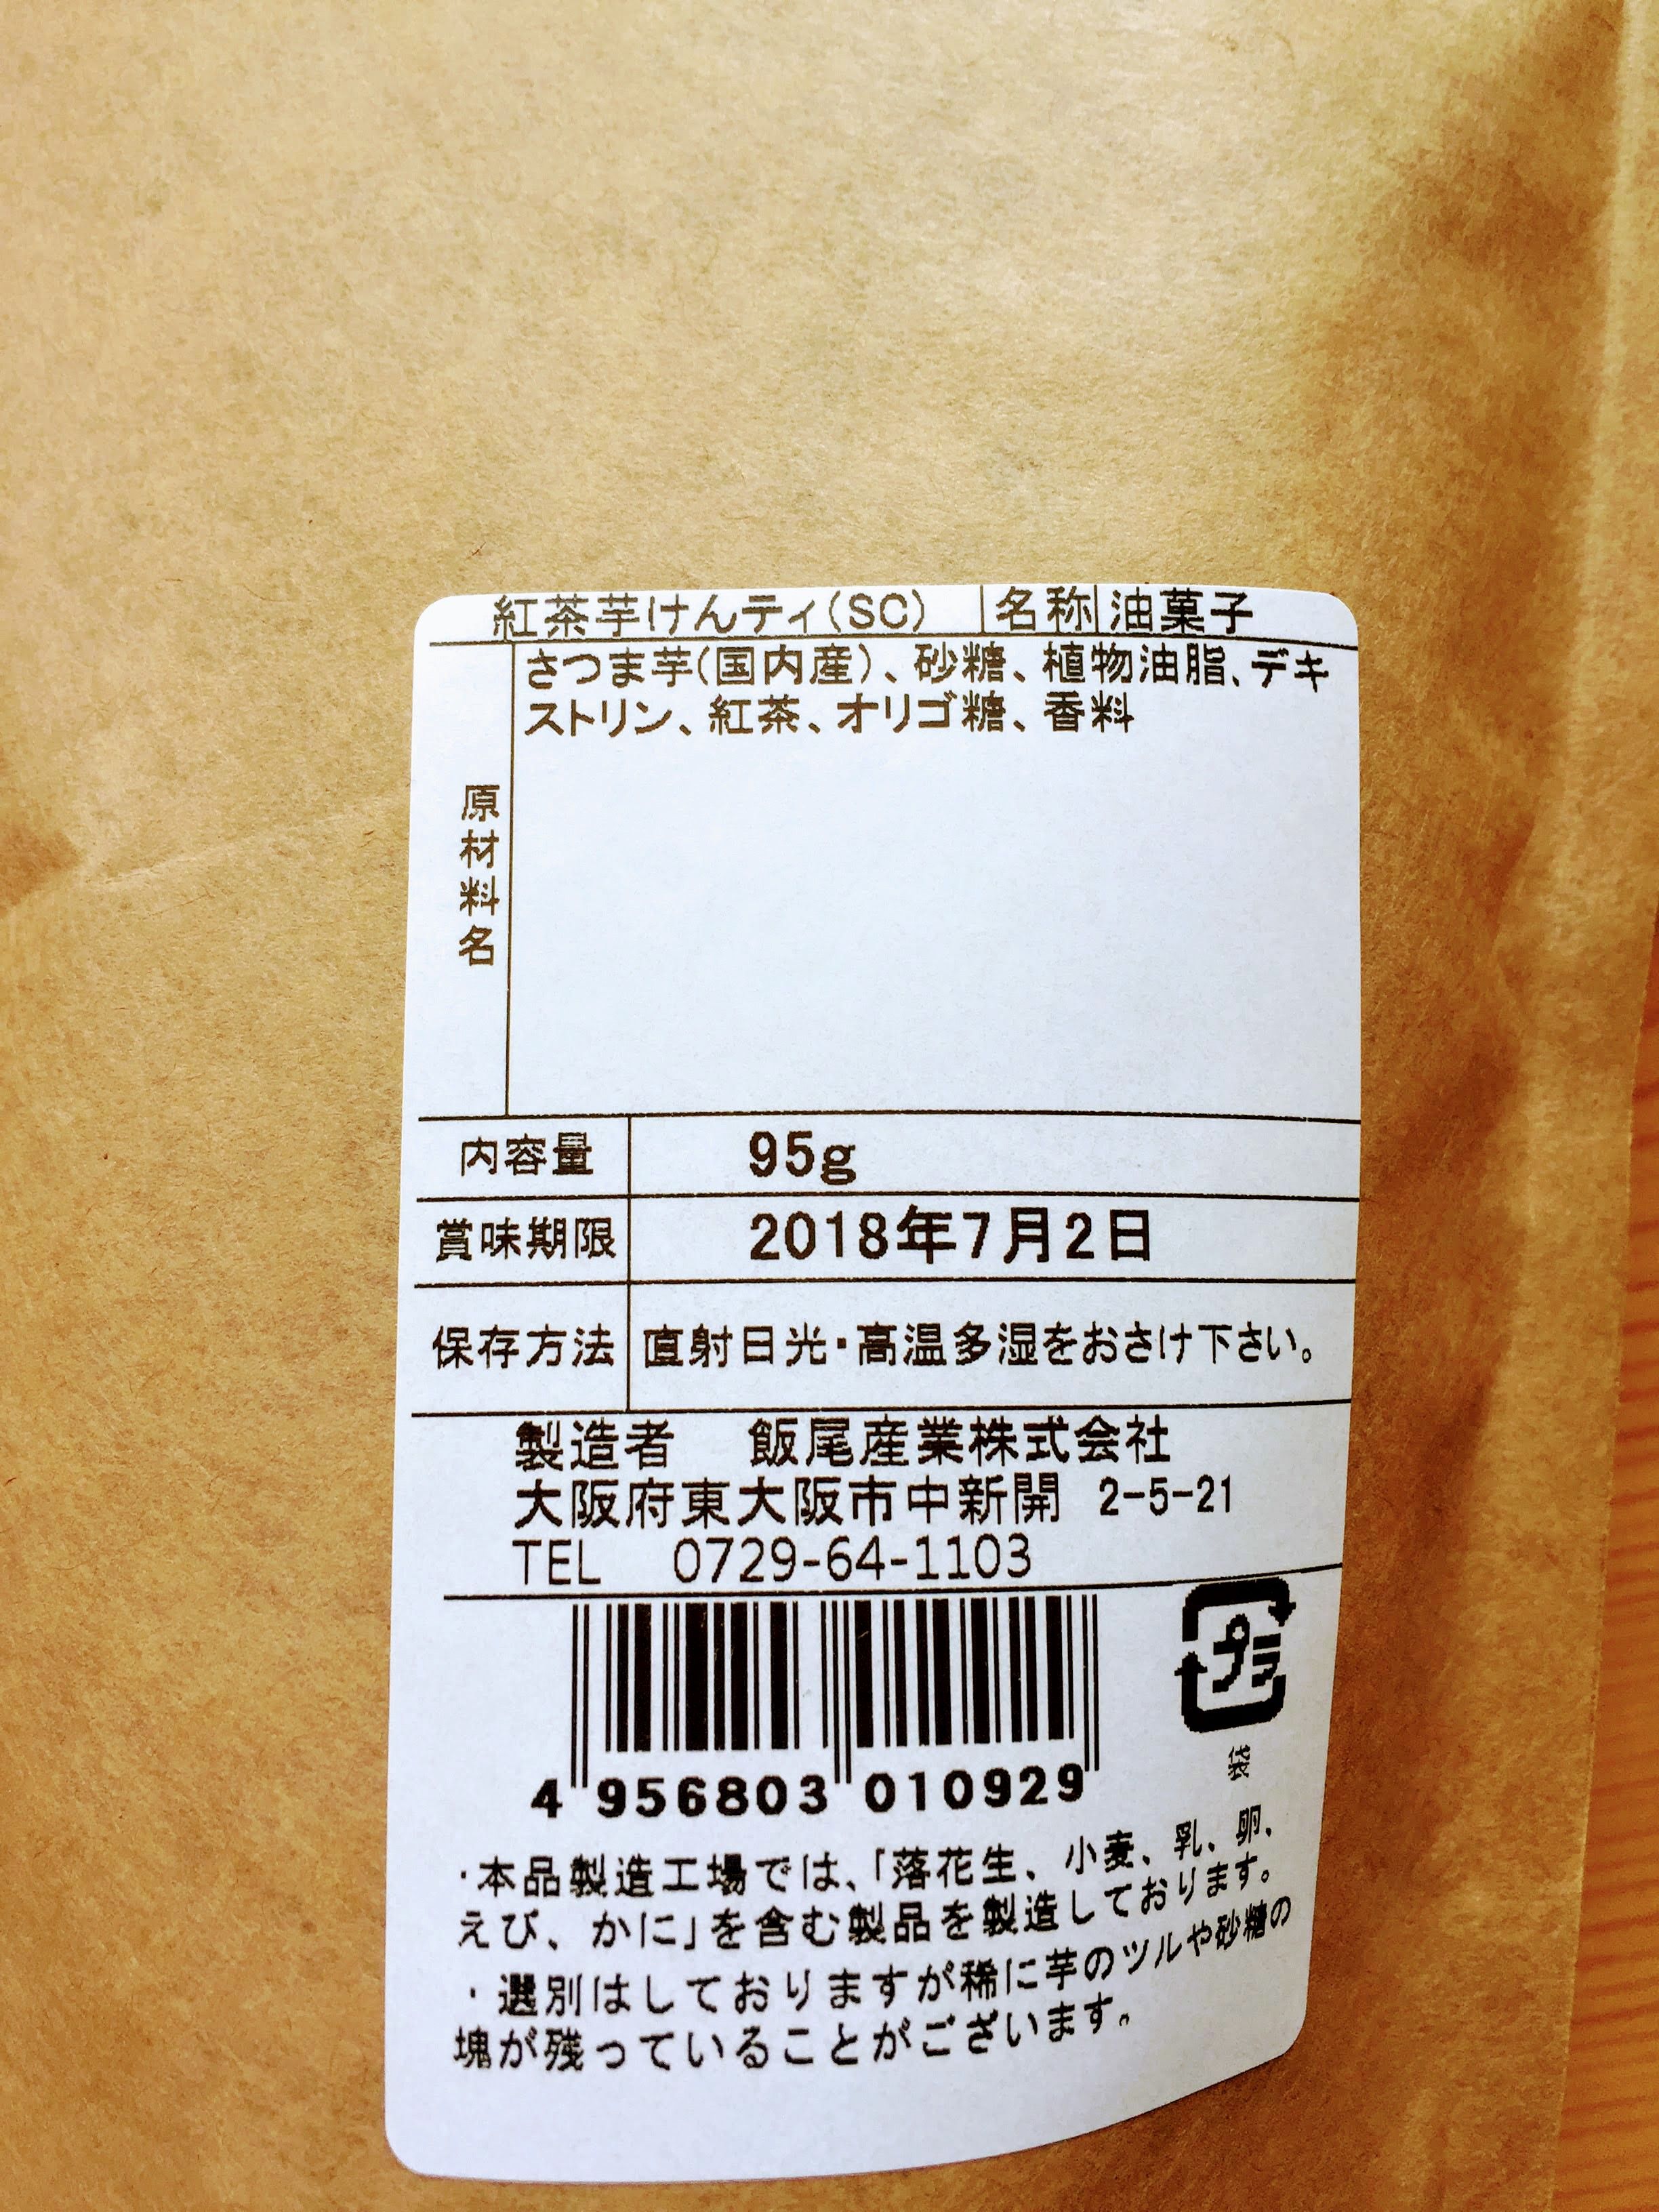 紅茶芋けんティ(SC) 名称 油菓子
原材料名
さつま芋(国内産)、砂糖、植物油脂、デキ
ストリン、紅茶、オリゴ糖、香料
内容量 95g
賞味期限 2018年7月2日
保存方法 直射日光・高温多湿をおさけ下さい。
製造者 飯尾産業株式会社
大阪府東大阪市中新開 2-5-21
TEL 0729-64-1103
プラ
袋
4 956803 010929
・本品製造工場では、「落花生、小麦、乳、卵、
えび、かに」を含む製品を製造しております。
・選別はしておりますが稀に芋のツルや砂糖の
塊が残っていることがございます。